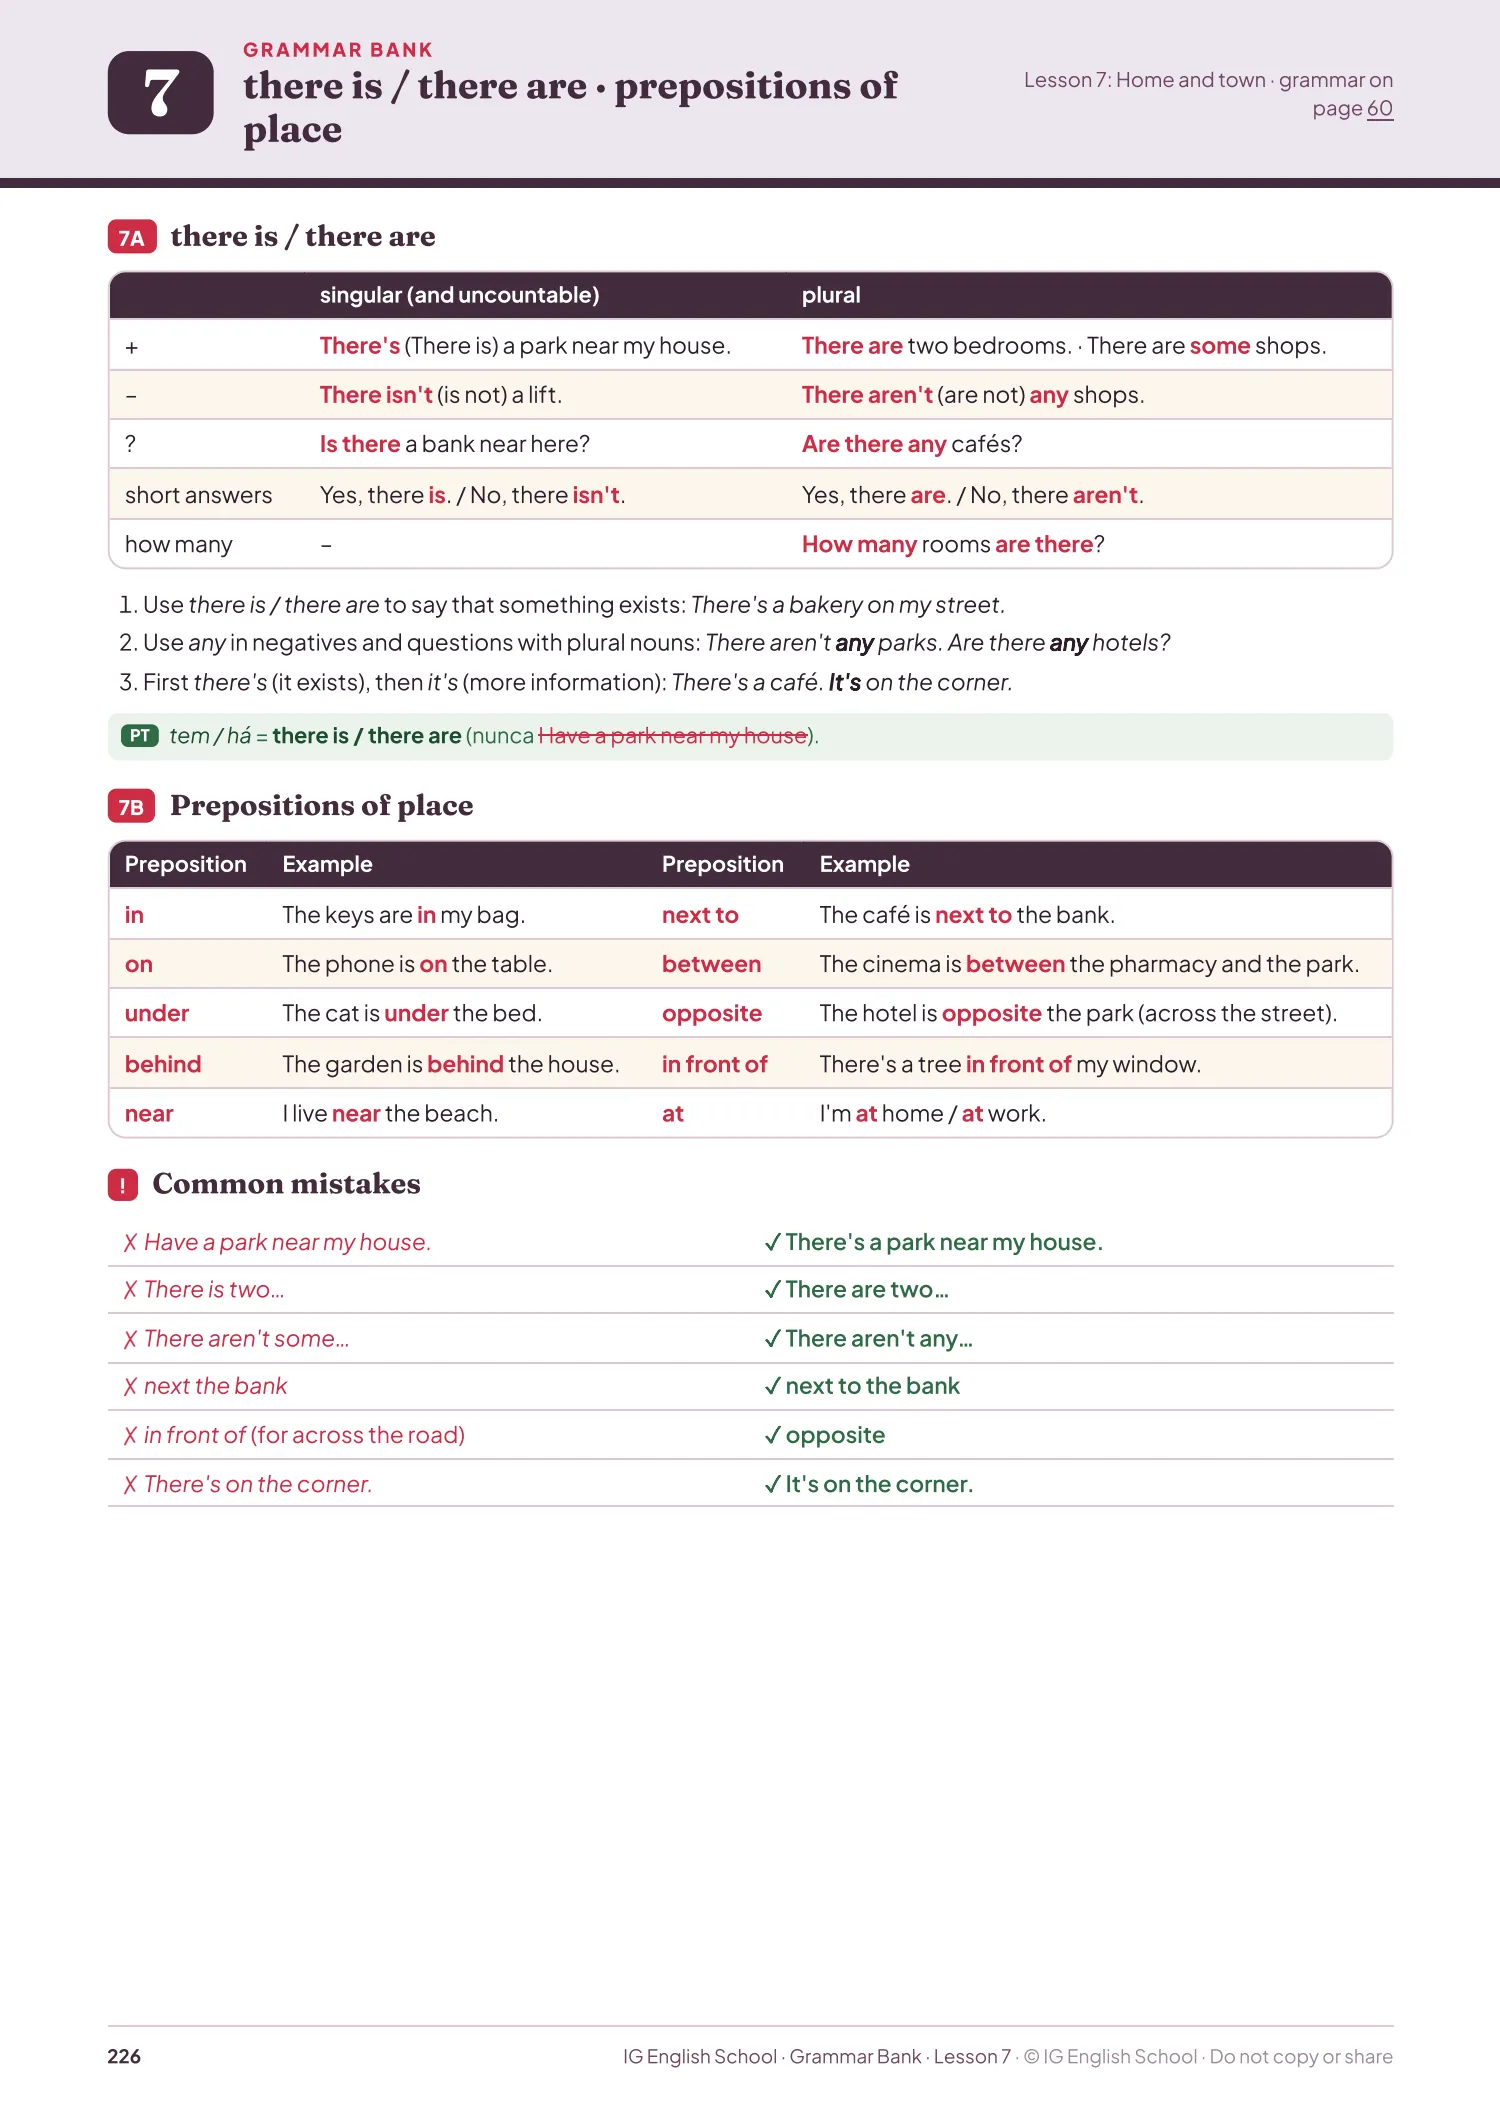 7
GRAMMAR BANK
there is / there are · prepositions of
place
Lesson 7: Home and town · grammar on
page 60
7A there is / there are
singular (and uncountable) plural
+ There's (There is) a park near my house. There are two bedrooms. · There are some shops.
– There isn't (is not) a lift. There aren't (are not) any shops.
? Is there a bank near here? Are there any cafés?
short answers Yes, there is. / No, there isn't. Yes, there are. / No, there aren't.
how many – How many rooms are there?
1. Use there is / there are to say that something exists: There's a bakery on my street.
2. Use any in negatives and questions with plural nouns: There aren't any parks. Are there any hotels?
3. First there's (it exists), then it's (more information): There's a café. It's on the corner.
PT tem / há = there is / there are (nunca Have a park near my house).
7B Prepositions of place
Preposition Example Preposition Example
in The keys are in my bag. next to The café is next to the bank.
on The phone is on the table. between The cinema is between the pharmacy and the park.
under The cat is under the bed. opposite The hotel is opposite the park (across the street).
behind The garden is behind the house. in front of There's a tree in front of my window.
near I live near the beach. at I'm at home / at work.
! Common mistakes
✗ Have a park near my house. ✓ There's a park near my house.
✗ There is two… ✓ There are two…
✗ There aren't some… ✓ There aren't any…
✗ next the bank ✓ next to the bank
✗ in front of (for across the road) ✓ opposite
✗ There's on the corner. ✓ It's on the corner.
226 IG English School · Grammar Bank · Lesson 7 · © IG English School · Do not copy or share